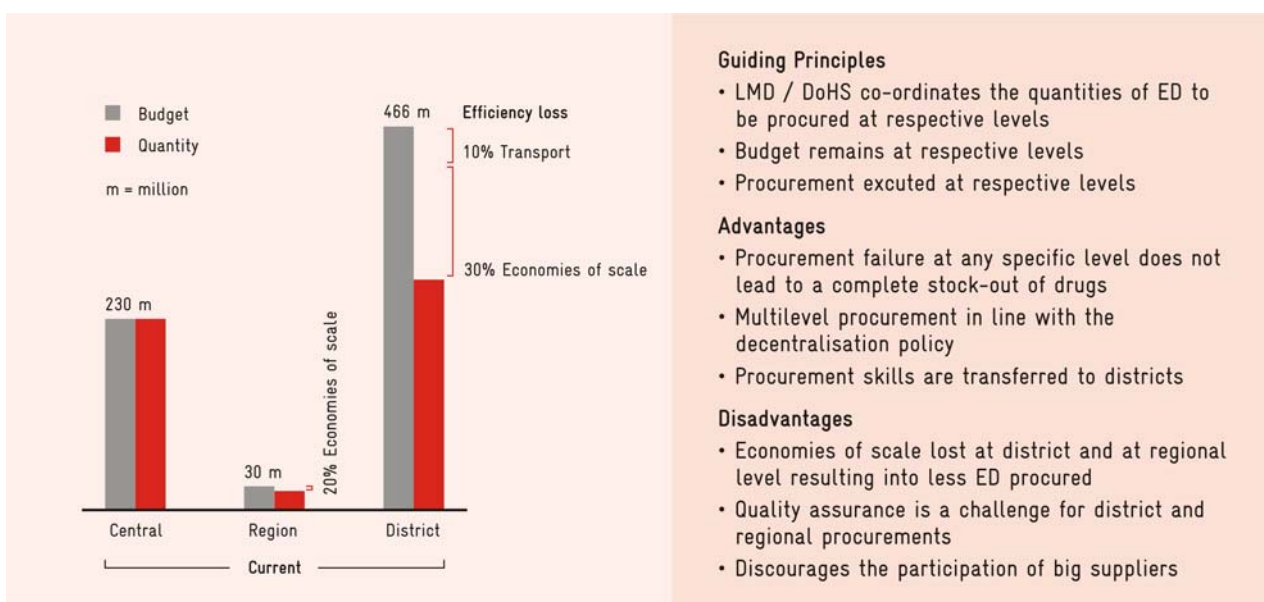 Budget
Quantity
m = million
466 m
Efficiency loss
10% Transport
30% Economies of scale
230 m
30 m
20% Economies of scale
Central
Region
District
Current
Guiding Principles
• LMD / DoHS co-ordinates the quantities of ED to
be procured at respective levels
• Budget remains at respective levels
• Procurement excuted at respective levels
Advantages
• Procurement failure at any specific level does not
lead to a complete stock-out of drugs
• Multilevel procurement in line with the
decentralisation policy
• Procurement skills are transferred to districts
Disadvantages
• Economies of scale lost at district and at regional
level resulting into less ED procured
• Quality assurance is a challenge for district and
regional procurements
• Discourages the participation of big suppliers